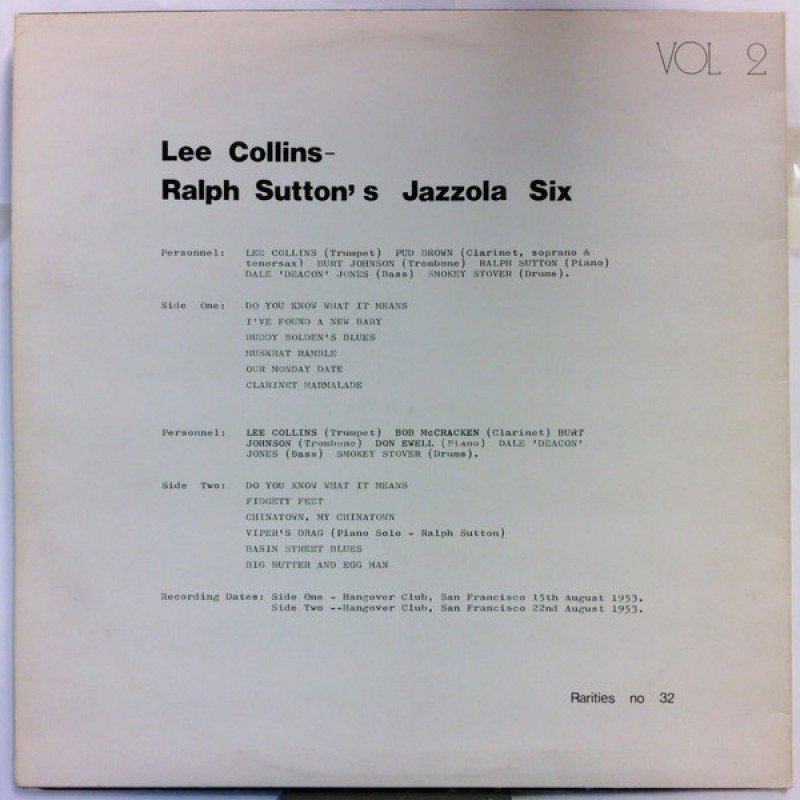 VOL 2
Lee Collins-
Ralph Sutton's Jazzola Six
Personnel: LEE COLLINS (Trumpet) PUD BROWN (Clarinet, soprano &
tenorsax) BURT JOHNSON (Trombone) RALPH SUTTON (Piano)
DALE 'DEACON' JONES (Bass) SMOKEY STOVER (Drums).
Side One: DO YOU KNOW WHAT IT MEANS
I'VE FOUND A NEW BABY
BUDDY BOLDEN'S BLUES
MUSKRAT RAMBLE
OUR MONDAY DATE
CLARINET MARMALADE
Personnel: LEE COLLINS (Trumpet) BOB McCRACKEN (Clarinet) BURT
JOHNSON (Trombone) DON EWELL (Piano) DALE 'DEACON'
JONES (Bass) SMOKEY STOVER (Drums).
Side Two: DO YOU KNOW WHAT IT MEANS
FIDGETY FEET
CHINATOWN, MY CHINATOWN
VIPER'S DRAG (Piano Solo - Ralph Sutton)
BASIN STREET BLUES
BIG BUTTER AND EGG MAN
Recording Dates: Side One - Hangover Club, San Francisco 15th August 1953.
Side Two --Hangover Club, San Francisco 22nd August 1953.
Rarities no 32